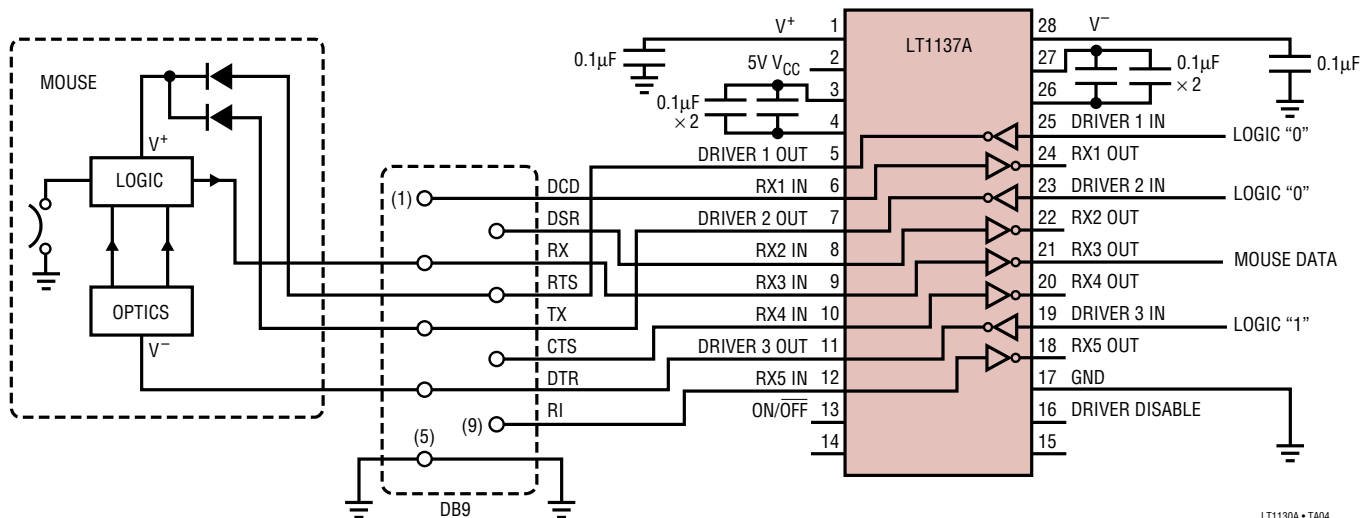 MOUSE
V+
LOGIC
OPTICS
V−
(1)
DCD
DSR
RX
RTS
TX
CTS
DTR
RI
(9)
(5)
DB9
0.1µF
V+
1
5V VCC
2
0.1µF
× 2
3
4
DRIVER 1 OUT
5
RX1 IN
6
DRIVER 2 OUT
7
RX2 IN
8
RX3 IN
9
RX4 IN
10
DRIVER 3 OUT
11
RX5 IN
12
ON/OFF
13
14
LT1137A
28
V−
27
0.1µF
× 2
0.1µF
26
25
DRIVER 1 IN
LOGIC “0”
24
RX1 OUT
23
DRIVER 2 IN
LOGIC “0”
22
RX2 OUT
21
RX3 OUT
MOUSE DATA
20
RX4 OUT
19
DRIVER 3 IN
LOGIC “1”
18
RX5 OUT
17
GND
16
DRIVER DISABLE
15
LT1130A • TA04